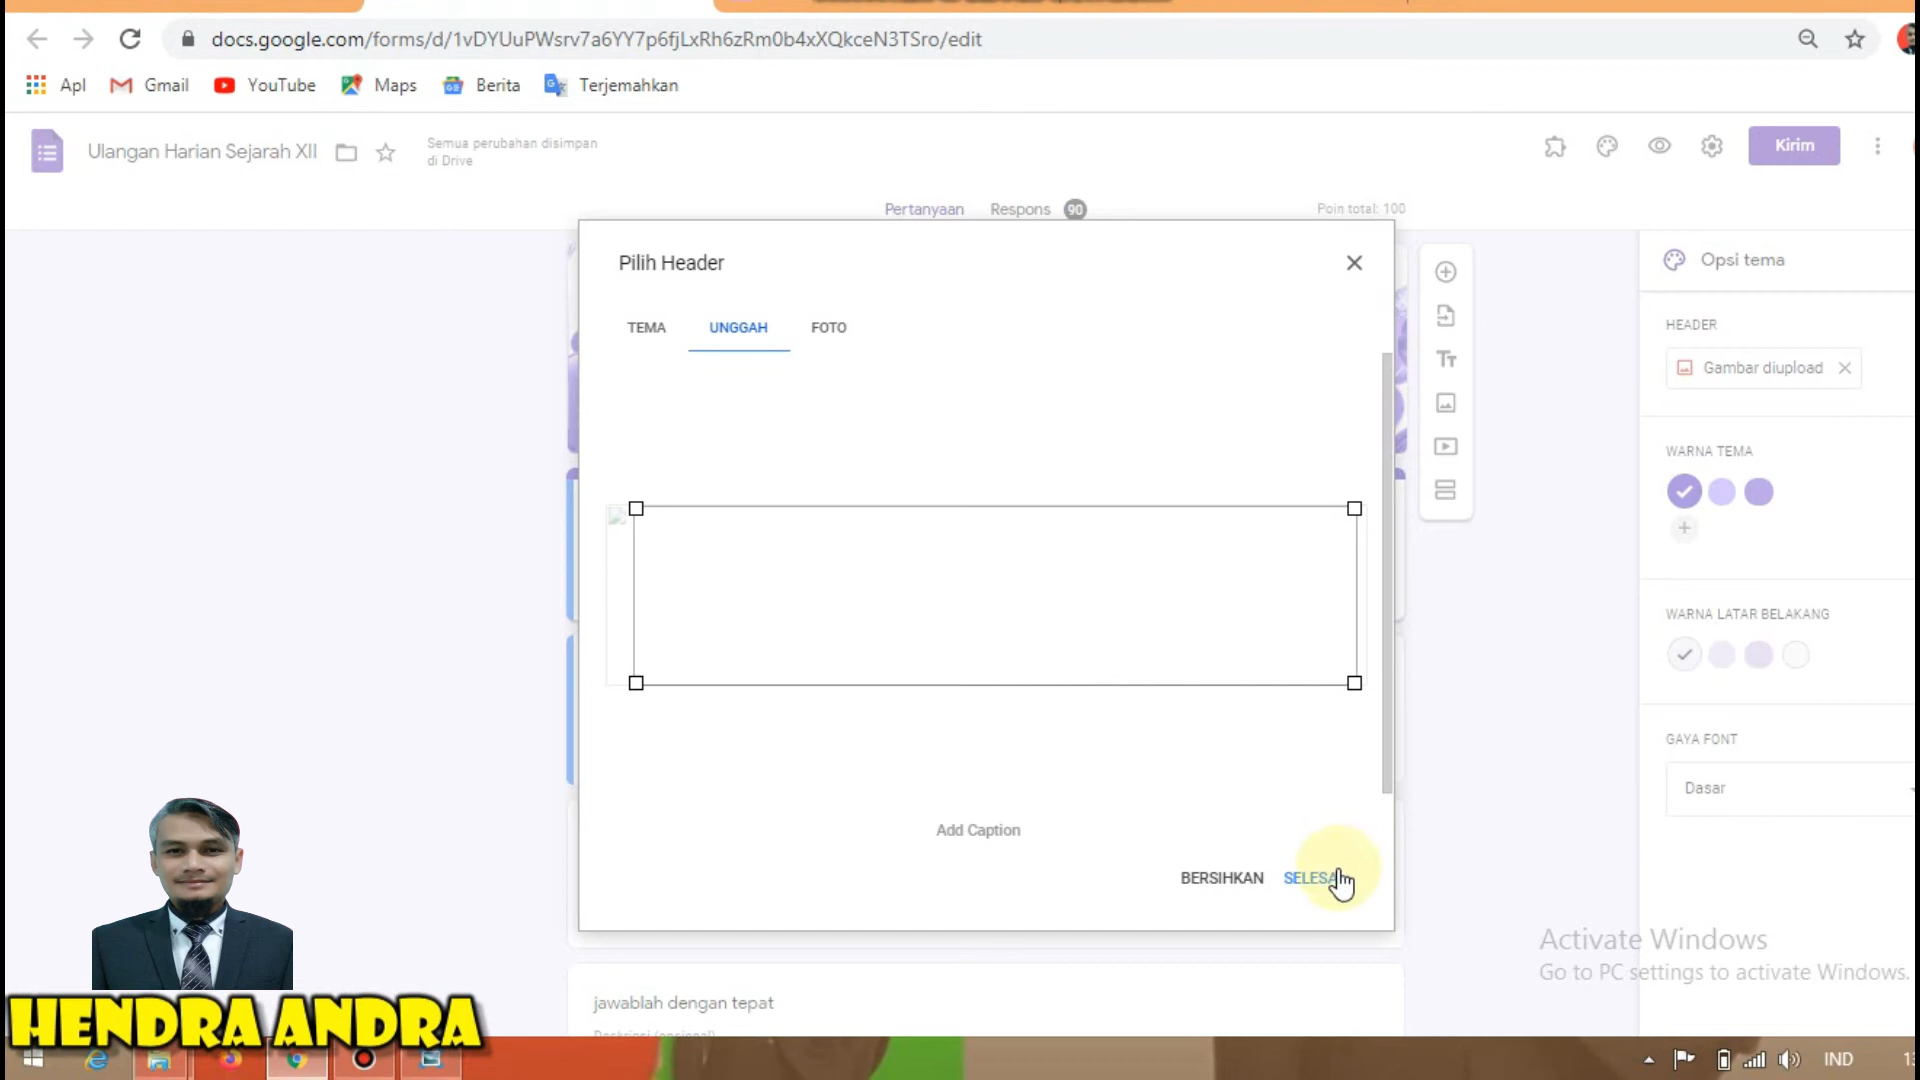 docs.google.com/forms/d/1vDYUuPWsrv7a6YY7p6fjLxRh6zRm0b4xXQkceN3TSro/edit
Apl Gmail YouTube Maps Berita Terjemahkan
Ulangan Harian Sejarah XII
Semua perubahan disimpan
di Drive
Kirim
Pertanyaan Respons 90
Poin total: 100
Pilih Header
TEMA UNGGAH FOTO
Add Caption
BERSIHKAN SELESAI
Opsi tema
HEADER
Gambar diupload
WARNA TEMA
WARNA LATAR BELAKANG
GAYA FONT
Dasar
Activate Windows
Go to PC settings to activate Windows.
jawablah dengan tepat
Deskripsi (opsional)
HENDRA ANDRA
IND